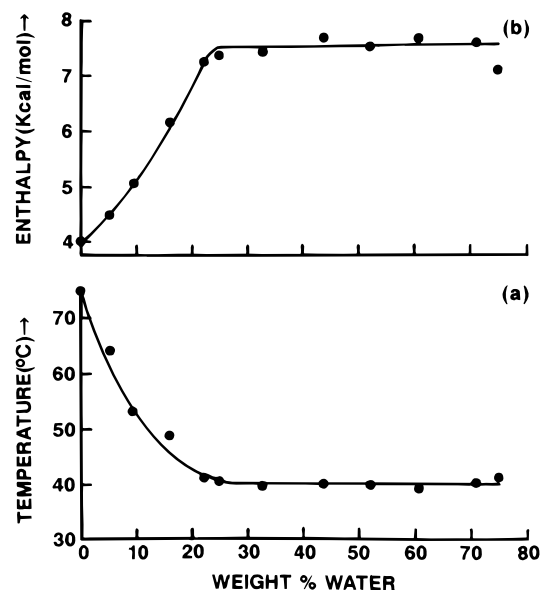 (b)
ENTHALPY(Kcal/mol)→
8
7
6
5
4
(a)
TEMPERATURE(ºC)→
70
60
50
40
30
0 10 20 30 40 50 60 70 80
WEIGHT % WATER